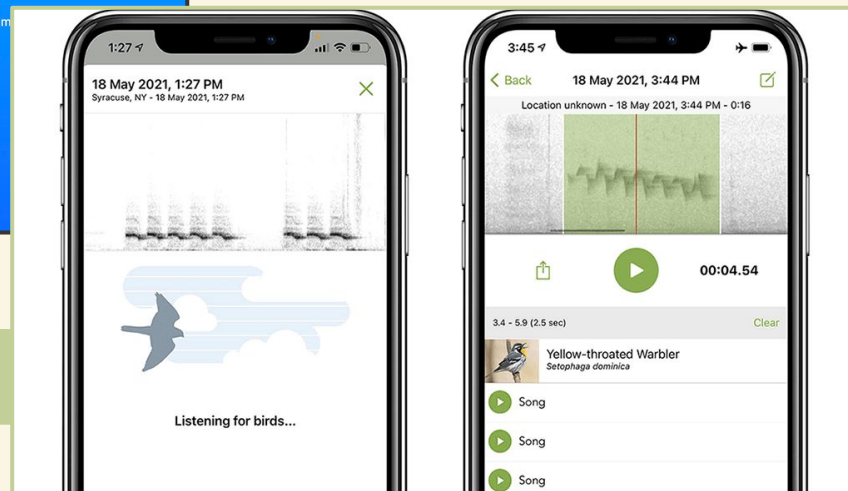 m
1:27
18 May 2021, 1:27 PM
Syracuse, NY - 18 May 2021, 1:27 PM
Listening for birds...
3:45
Back
18 May 2021, 3:44 PM
Location unknown - 18 May 2021, 3:44 PM - 0:16
00:04.54
3.4 - 5.9 (2.5 sec)
Clear
Yellow-throated Warbler
Setophaga dominica
Song
Song
Song